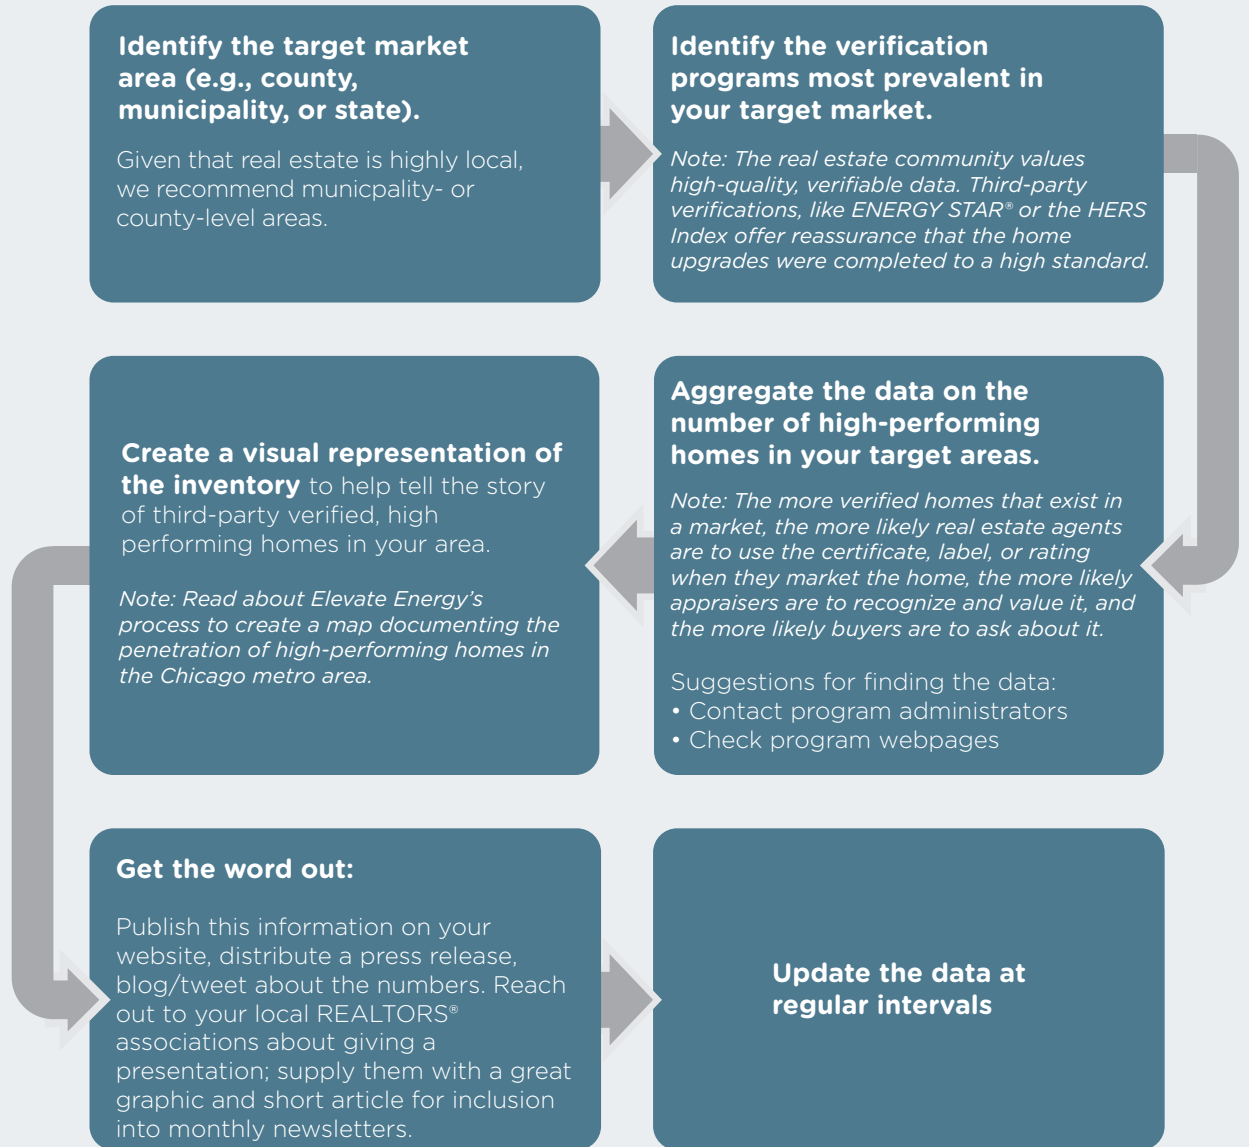 Identify the target market
area (e.g., county,
municipality, or state).
Given that real estate is highly local,
we recommend municpality- or
county-level areas.
Identify the verification
programs most prevalent in
your target market.
Note: The real estate community values
high-quality, verifiable data. Third-party
verifications, like ENERGY STAR® or the HERS
Index offer reassurance that the home
upgrades were completed to a high standard.
Aggregate the data on the
number of high-performing
homes in your target areas.
Note: The more verified homes that exist in
a market, the more likely real estate agents
are to use the certificate, label, or rating
when they market the home, the more likely
appraisers are to recognize and value it, and
the more likely buyers are to ask about it.
Suggestions for finding the data:
• Contact program administrators
• Check program webpages
Create a visual representation of
the inventory to help tell the story
of third-party verified, high
performing homes in your area.
Note: Read about Elevate Energy's
process to create a map documenting the
penetration of high-performing homes in
the Chicago metro area.
Get the word out:
Publish this information on your
website, distribute a press release,
blog/tweet about the numbers. Reach
out to your local REALTORS®
associations about giving a
presentation; supply them with a great
graphic and short article for inclusion
into monthly newsletters.
Update the data at
regular intervals